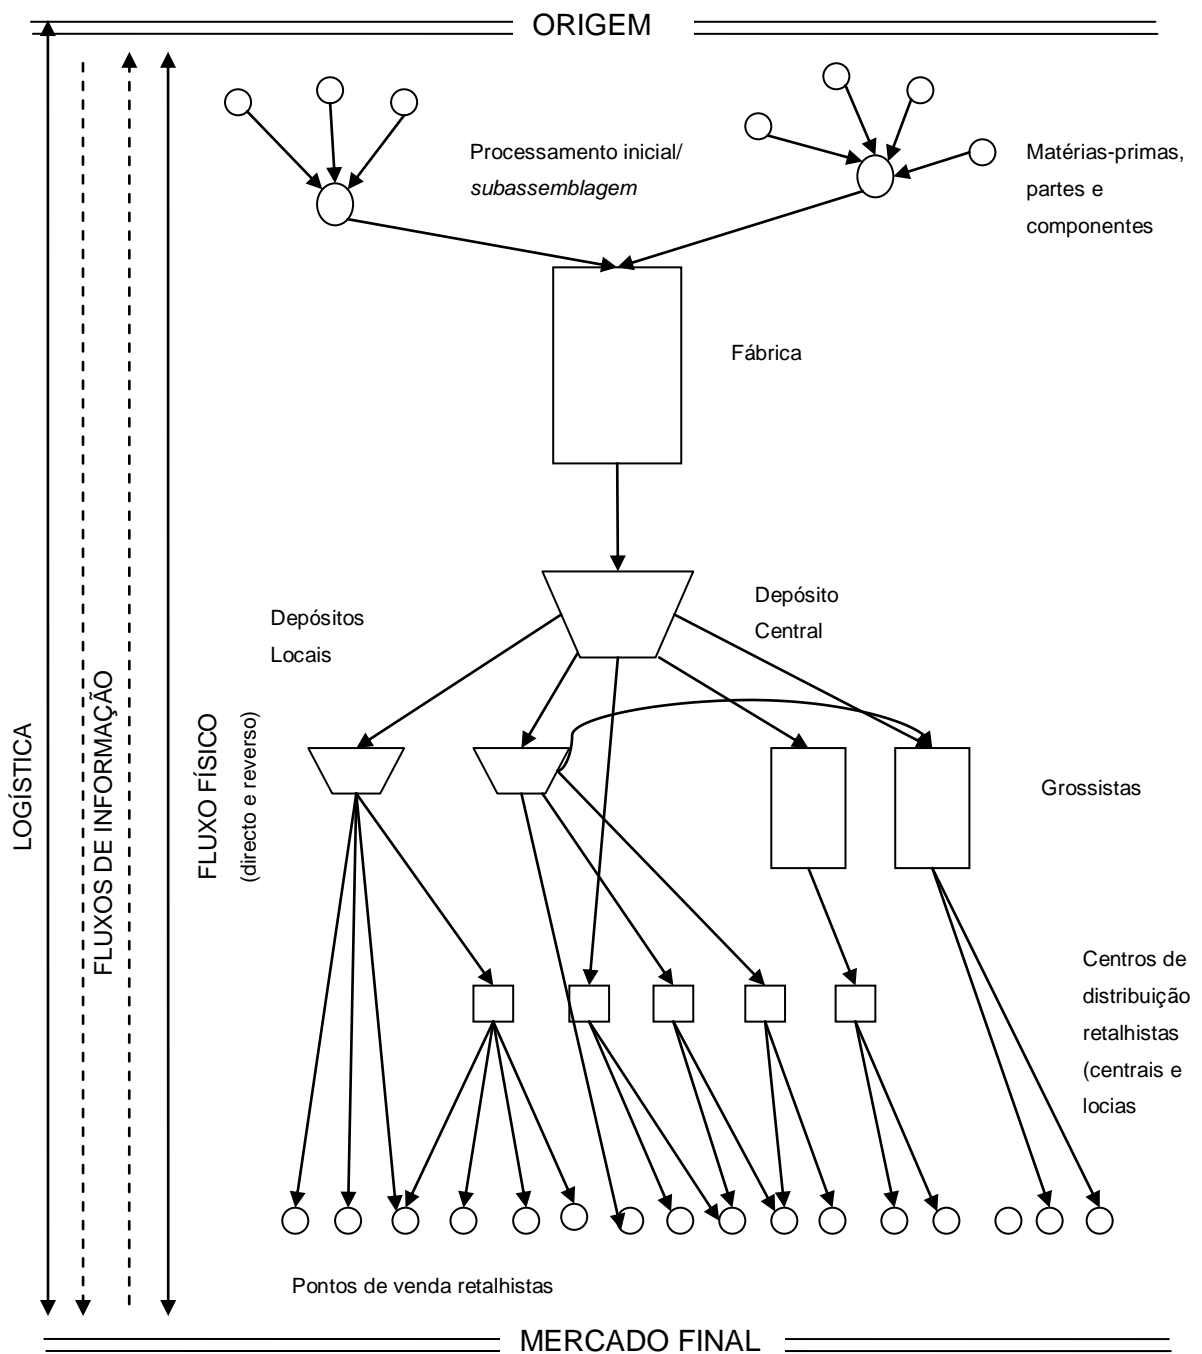 ORIGEM
Processamento inicial/
subassemblagem
Matérias-primas,
partes e
componentes
Fábrica
Depósito
Central
Depósitos
Locais
LOGÍSTICA
FLUXOS DE INFORMAÇÃO
FLUXO FÍSICO
(directo e reverso)
Grossistas
Centros de
distribuição
retalhistas
(centrais e
locias
Pontos de venda retalhistas
MERCADO FINAL